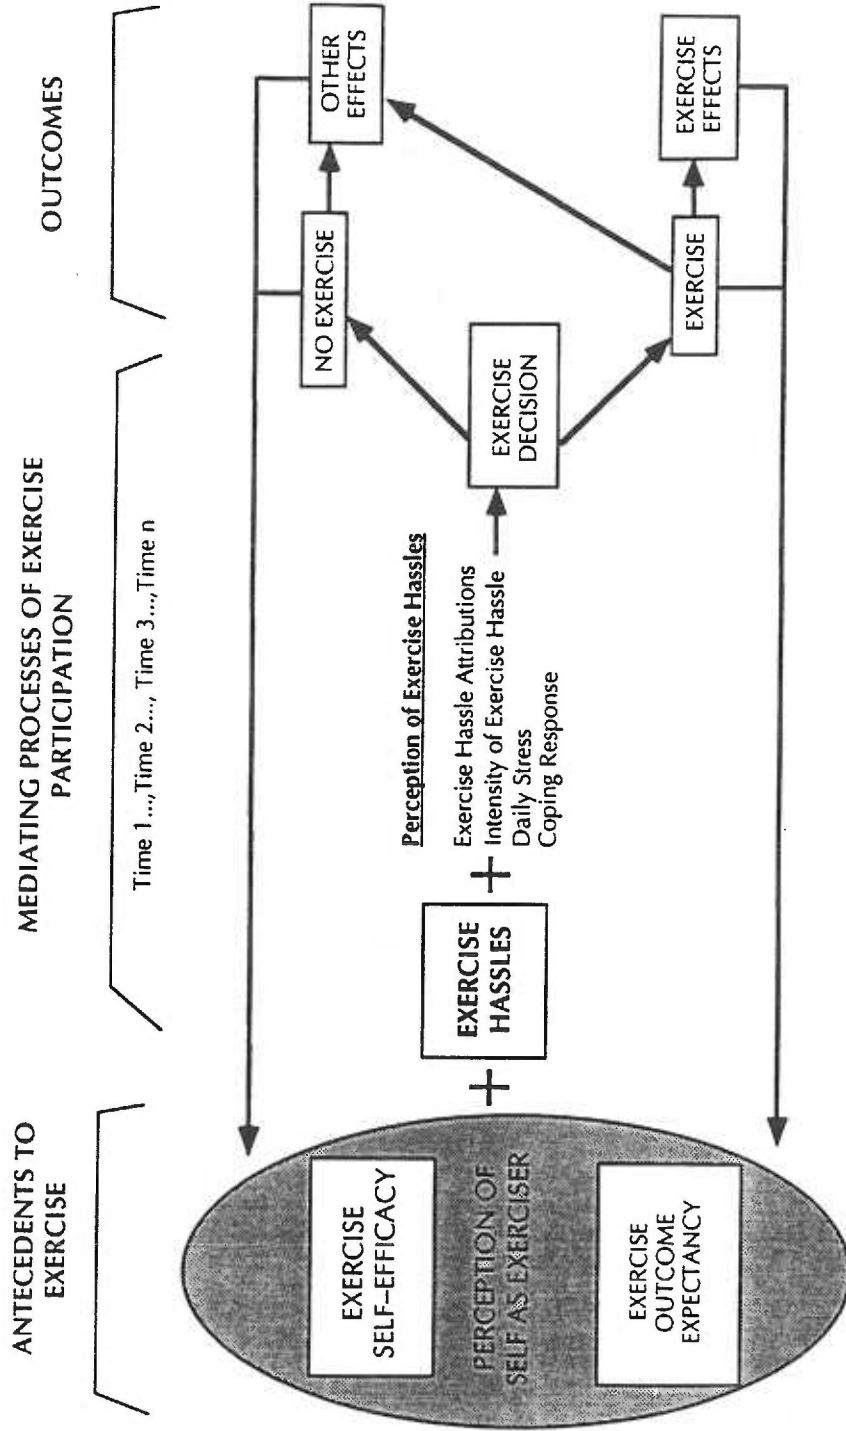 ANTECEDENTS TO
EXERCISE
MEDIATING PROCESSES OF EXERCISE
PARTICIPATION
OUTCOMES
Time 1...,Time 2..., Time 3...,Time n
EXERCISE
SELF-EFFICACY
PERCEPTION OF
SELF AS EXERCISER
EXERCISE
OUTCOME
EXPECTANCY
+
EXERCISE
HASSLES
+
Perception of Exercise Hassles
Exercise Hassle Attributions
Intensity of Exercise Hassle
Daily Stress
Coping Response
EXERCISE
DECISION
NO EXERCISE
OTHER
EFFECTS
EXERCISE
EXERCISE
EFFECTS